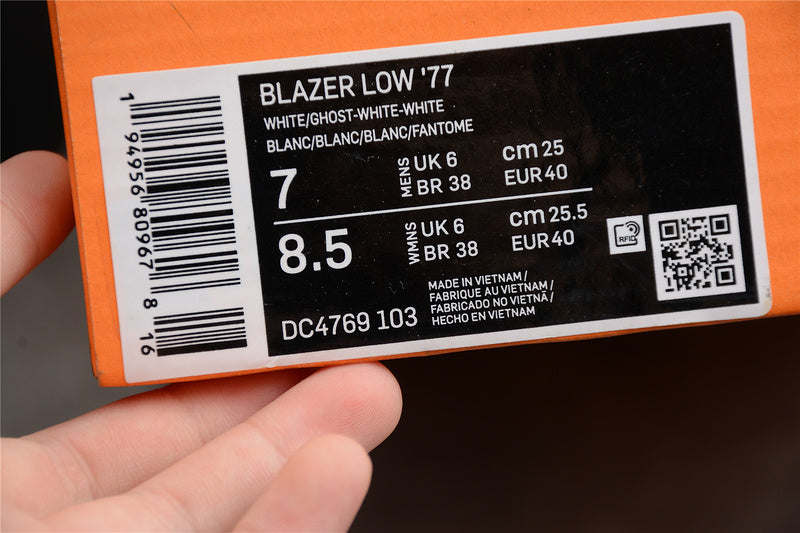 BLAZER LOW '77
WHITE/GHOST-WHITE-WHITE
BLANC/BLANC/BLANC/FANTOME
7
MENS
UK 6
BR 38
cm 25
EUR 40
8.5
WMNS
UK 6
BR 38
cm 25.5
EUR 40
RFID
DC4769 103
MADE IN VIETNAM /
FABRIQUE AU VIETNAM /
FABRICADO NO VIETNÃ /
HECHO EN VIETNAM
1 94956 80967 8
16